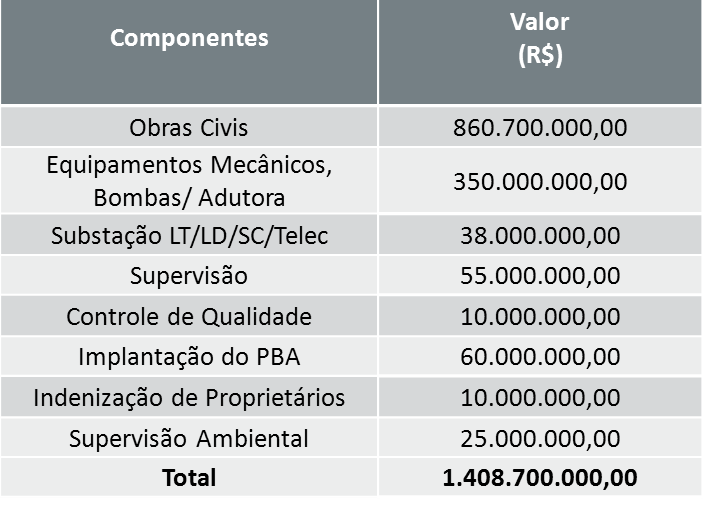 Componentes
Valor
(R$)
Obras Civis
860.700.000,00
Equipamentos Mecânicos,
Bombas/ Adutora
350.000.000,00
Substação LT/LD/SC/Telec
38.000.000,00
Supervisão
55.000.000,00
Controle de Qualidade
10.000.000,00
Implantação do PBA
60.000.000,00
Indenização de Proprietários
10.000.000,00
Supervisão Ambiental
25.000.000,00
Total
1.408.700.000,00